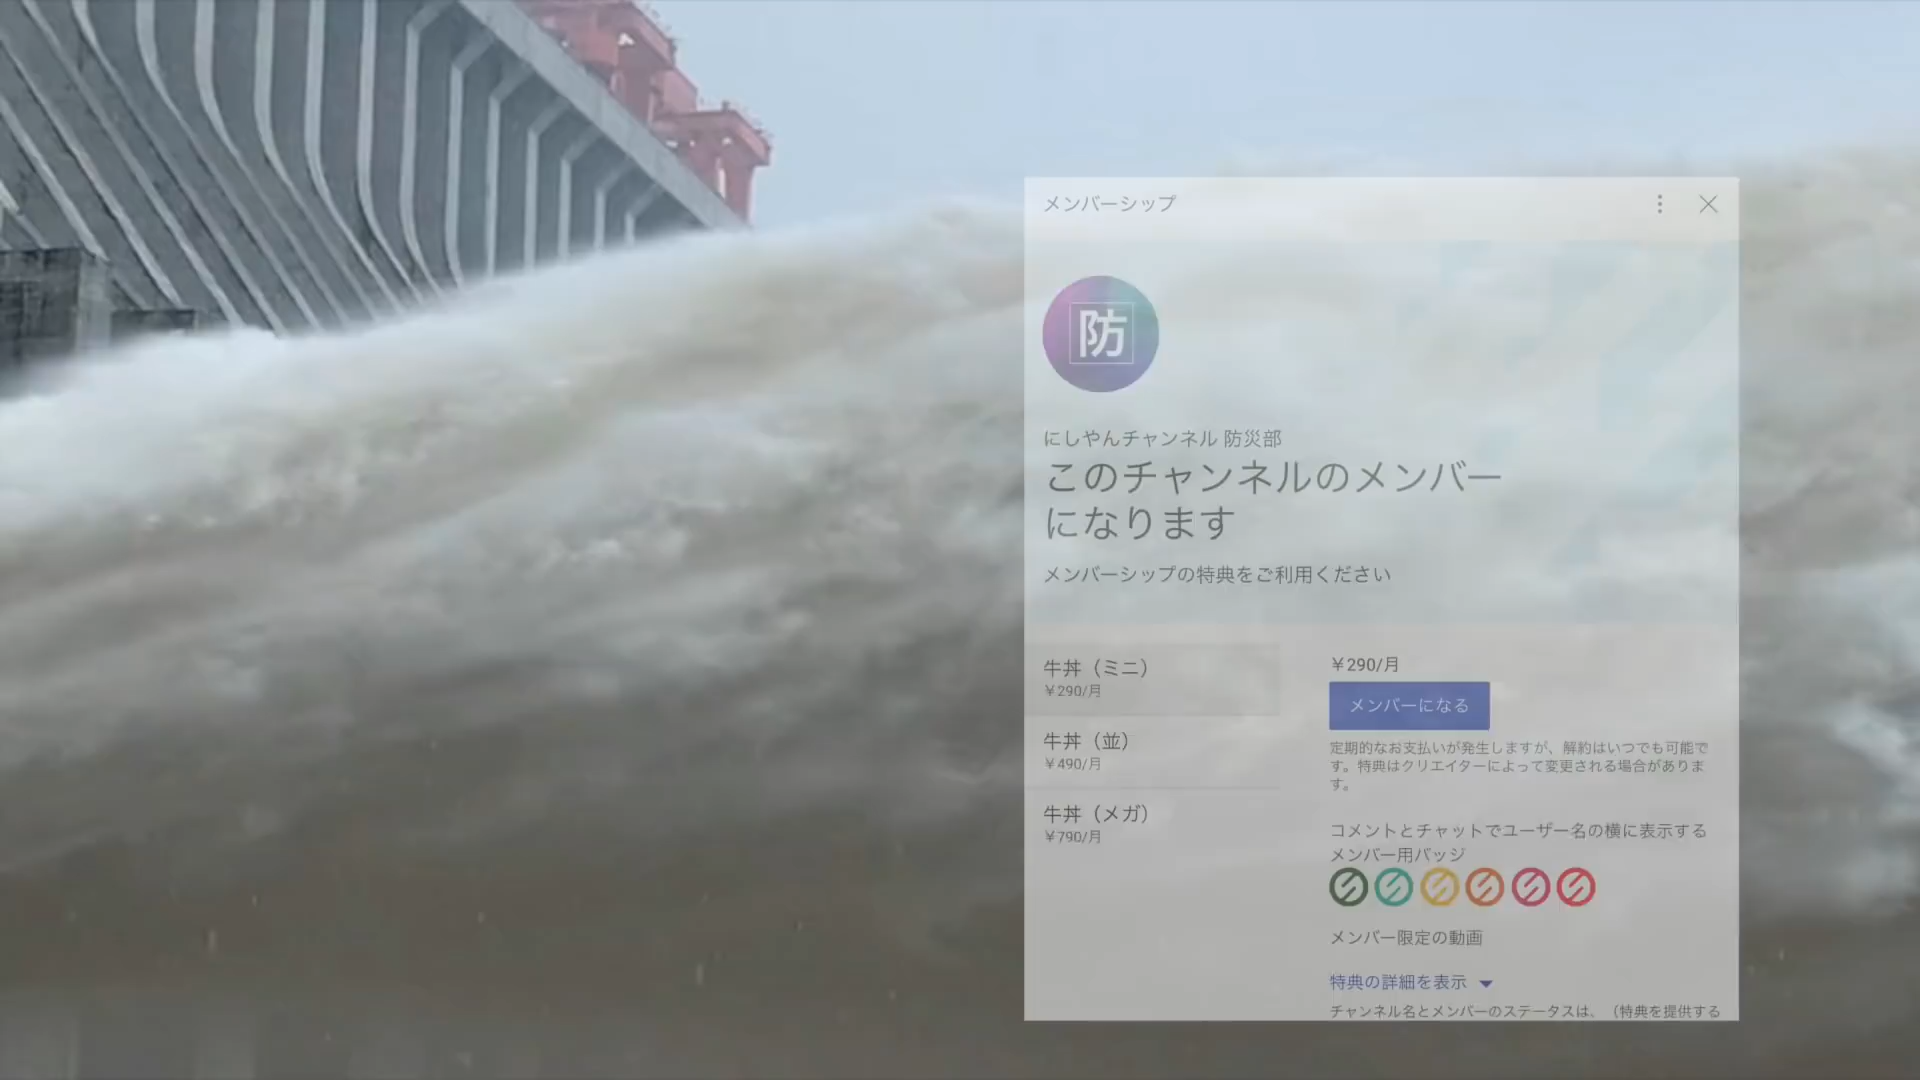 メンバーシップ
防
にしやんチャンネル 防災部
このチャンネルのメンバー
になります
メンバーシップの特典をご利用ください
牛丼（ミニ）
￥290/月
牛丼（並）
￥490/月
牛丼（メガ）
￥790/月
￥290/月
メンバーになる
定期的なお支払いが発生しますが、解約はいつでも可能で
す。特典はクリエイターによって変更される場合がありま
す。
コメントとチャットでユーザー名の横に表示する
メンバー用バッジ
メンバー限定の動画
特典の詳細を表示
チャンネル名とメンバーのステータスは、（特典を提供する